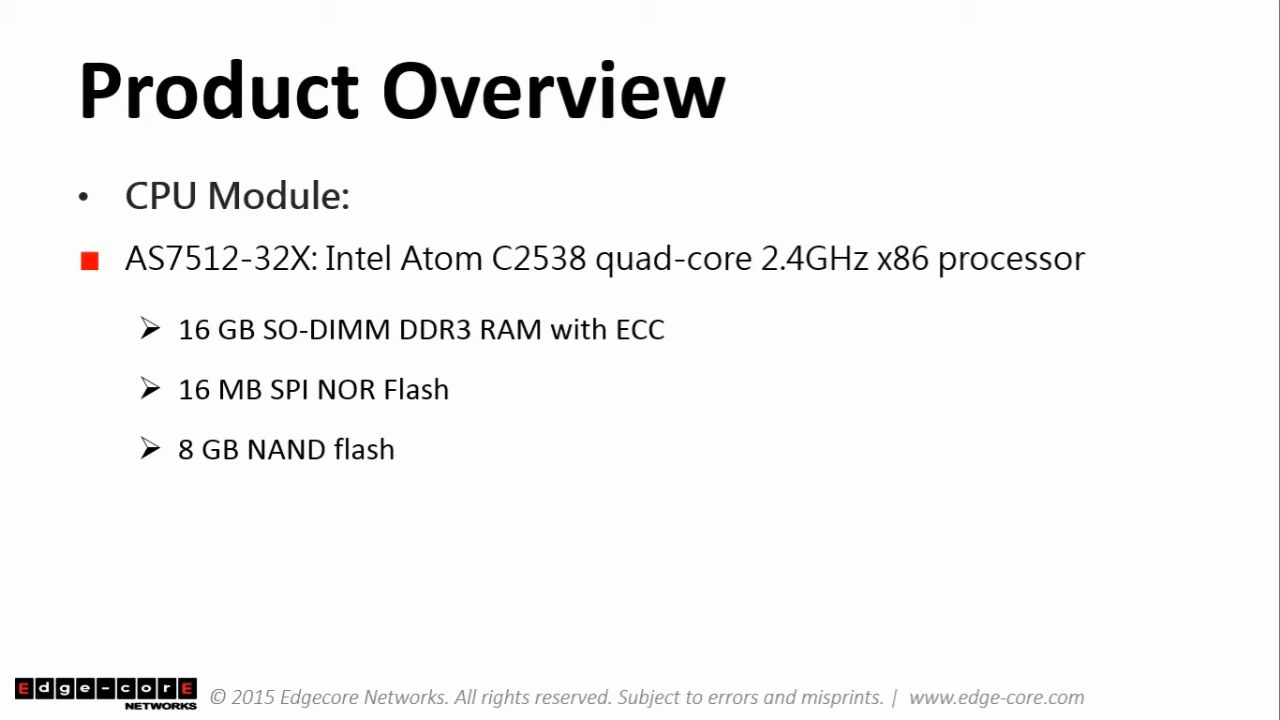 Product Overview
• CPU Module:
■ AS7512-32X: Intel Atom C2538 quad-core 2.4GHz x86 processor
➢ 16 GB SO-DIMM DDR3 RAM with ECC
➢ 16 MB SPI NOR Flash
➢ 8 GB NAND flash
Edge-corE
NETWORKS
© 2015 Edgecore Networks. All rights reserved. Subject to errors and misprints. | www.edge-core.com